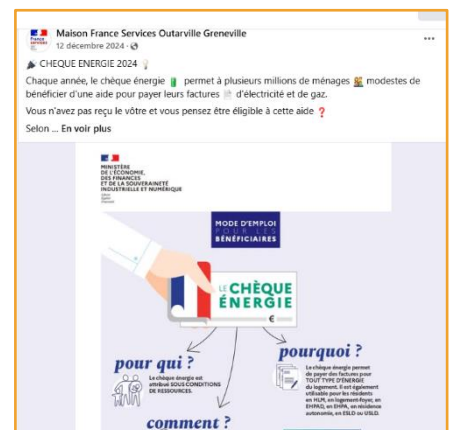 Maison France Services Outarville Greneville
12 décembre 2024
CHEQUE ENERGIE 2024
Chaque année, le chèque énergie permet à plusieurs millions de ménages modestes de
bénéficier d'une aide pour payer leurs factures d'électricité et de gaz.
Vous n'avez pas reçu le vôtre et vous pensez être éligible à cette aide ?
Selon ... En voir plus
MINISTÈRE
DE L'ÉCONOMIE,
DES FINANCES
ET DE LA SOUVERAINETÉ
INDUSTRIELLE ET NUMÉRIQUE
MODE D'EMPLOI
POUR LES
BÉNÉFICIAIRES
LE CHÈQUE
ÉNERGIE
€
pour qui ?
Le chèque énergie est
attribué SOUS CONDITIONS
DE RESSOURCES.
pourquoi ?
Le chèque énergie permet
de payer des factures pour
TOUT TYPE D'ÉNERGIE
du logement. Il est également
utilisable pour les résidents
en HLM, en logement-foyer, en
EHPAD, en EHPA, en résidence
autonomie, en ESLD ou USLD.
comment ?